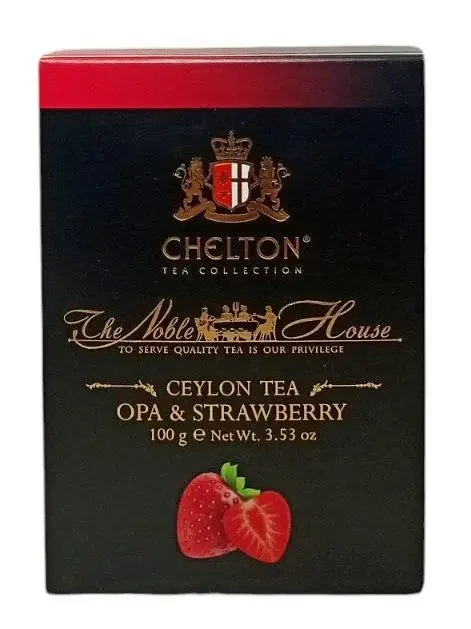 CHELTON®
TEA COLLECTION
The Noble House
TO SERVE QUALITY TEA IS OUR PRIVILEGE
CEYLON TEA
OPA & STRAWBERRY
100 g ℮ Net Wt. 3.53 oz